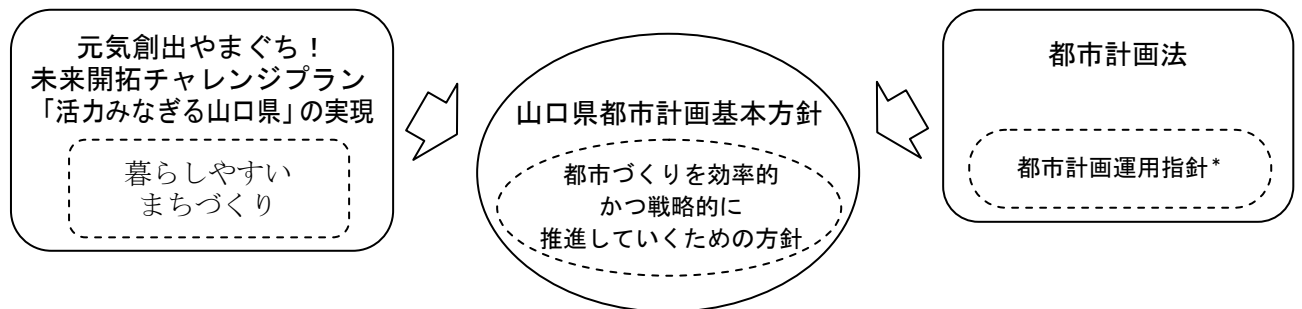 元気創出やまぐち！
未来開拓チャレンジプラン
「活力みなぎる山口県」の実現
暮らしやすい
まちづくり
山口県都市計画基本方針
都市づくりを効率的
かつ戦略的に
推進していくための方針
都市計画法
都市計画運用指針*